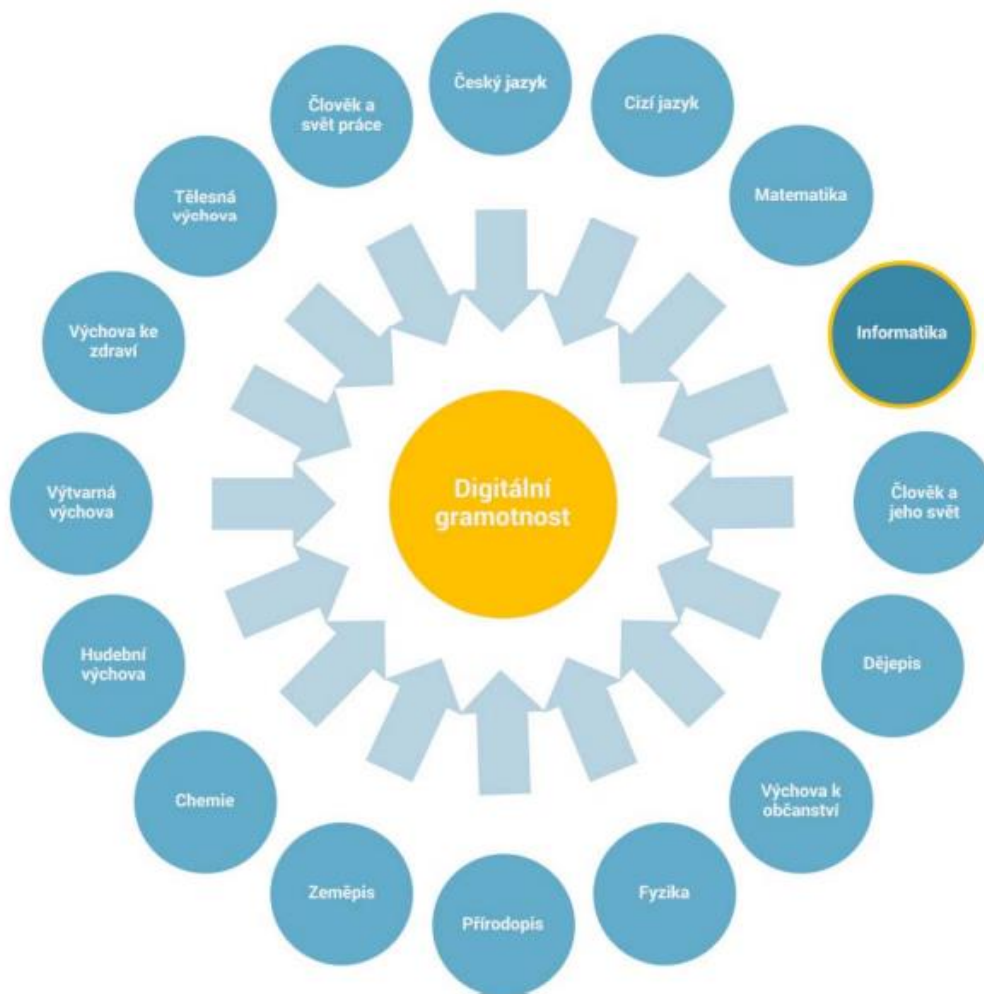 Český jazyk
Cizí jazyk
Matematika
Informatika
Člověk a
jeho svět
Dějepis
Výchova k
občanství
Fyzika
Přírodopis
Zeměpis
Chemie
Hudební
výchova
Výtvarná
výchova
Výchova ke
zdraví
Tělesná
výchova
Člověk a
svět práce
Digitální
gramotnost